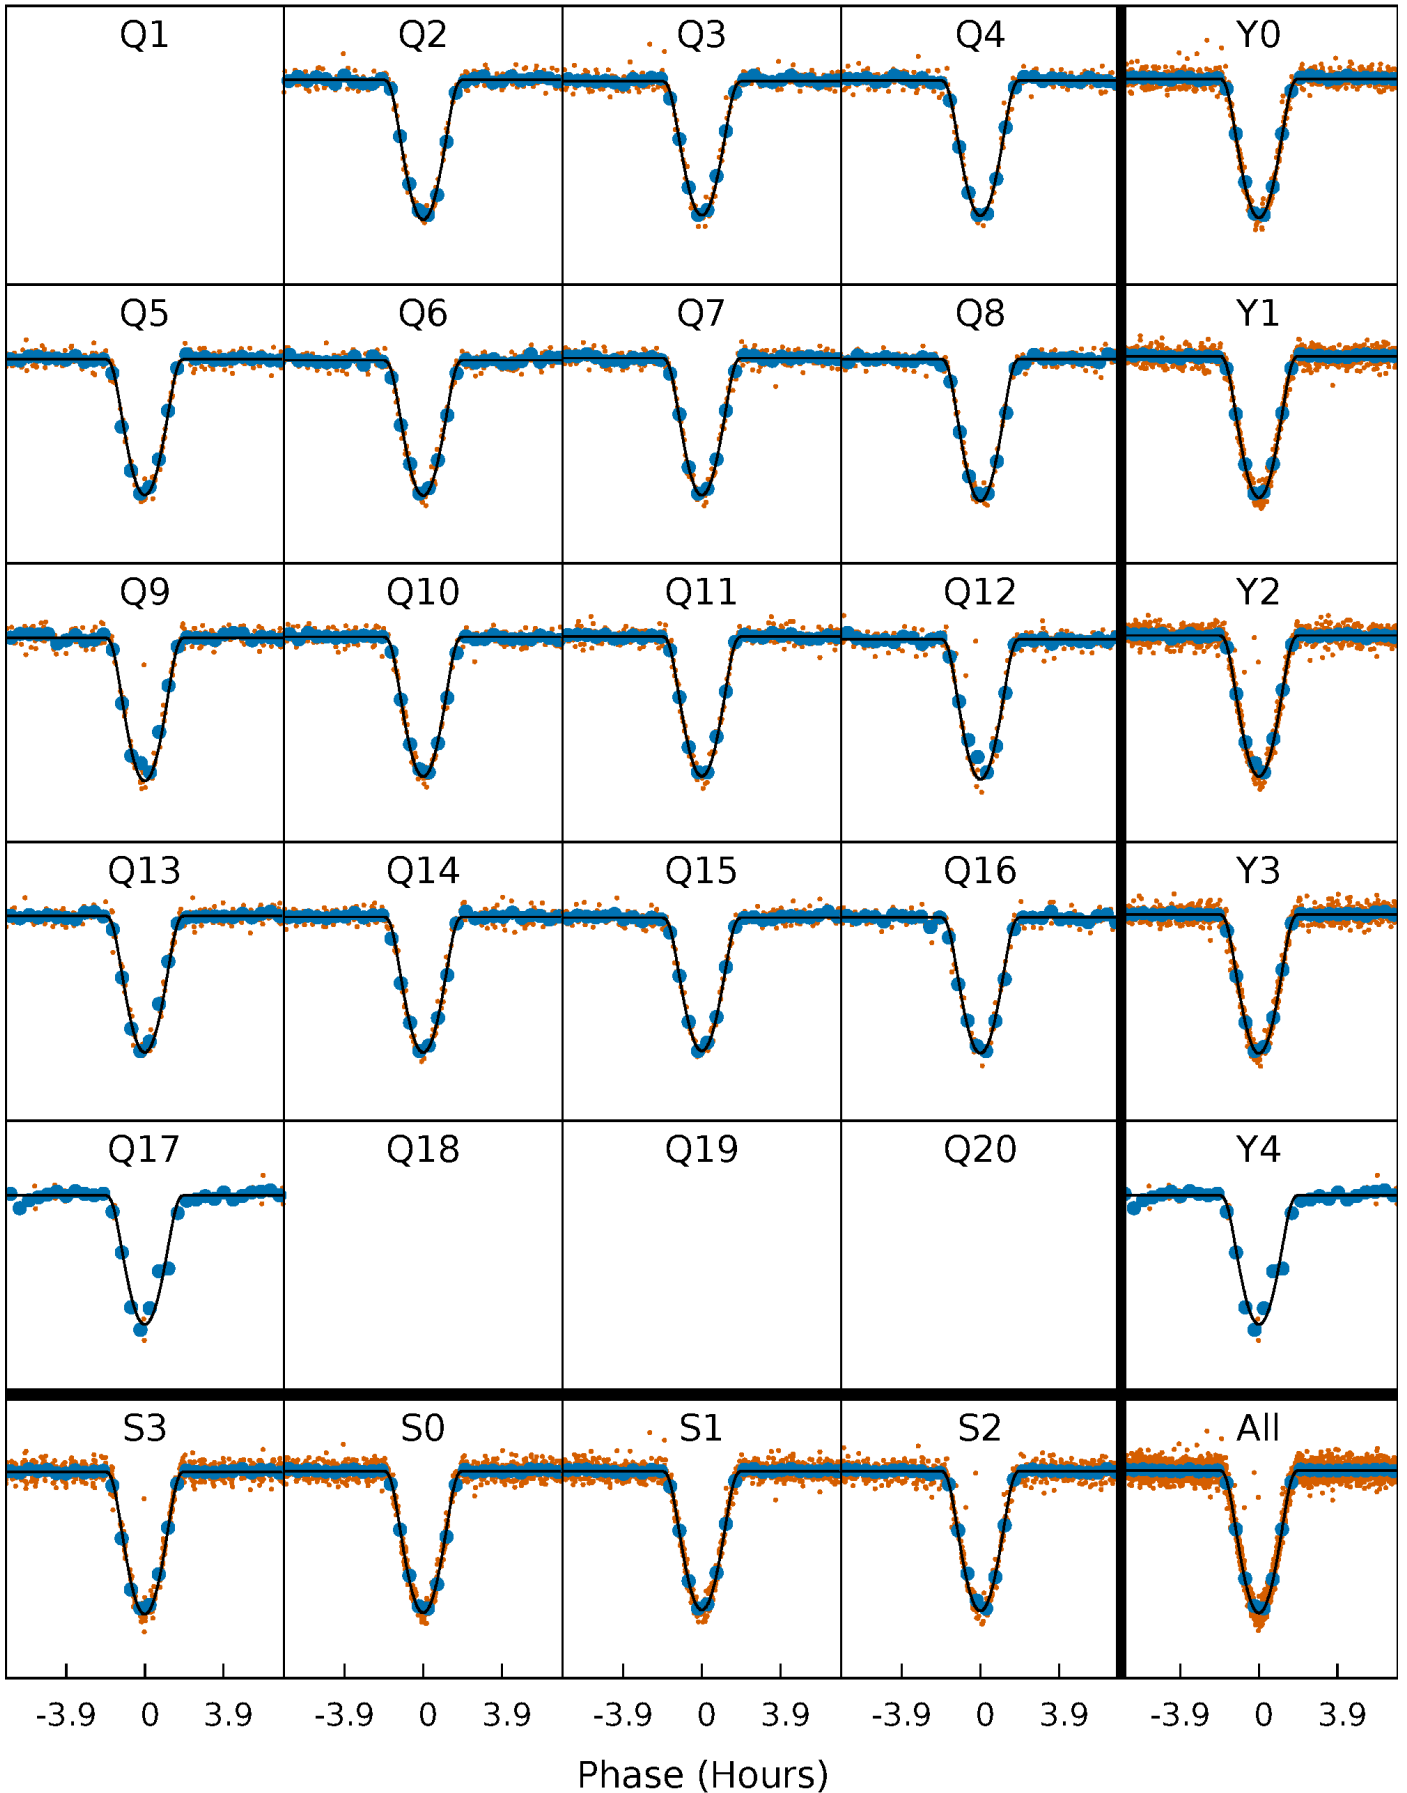 Q1 Q2 Q3 Q4 Y0
Q5 Q6 Q7 Q8 Y1
Q9 Q10 Q11 Q12 Y2
Q13 Q14 Q15 Q16 Y3
Q17 Q18 Q19 Q20 Y4
S3 S0 S1 S2 All
-3.9 0 3.9 -3.9 0 3.9 -3.9 0 3.9 -3.9 0 3.9 -3.9 0 3.9
Phase (Hours)